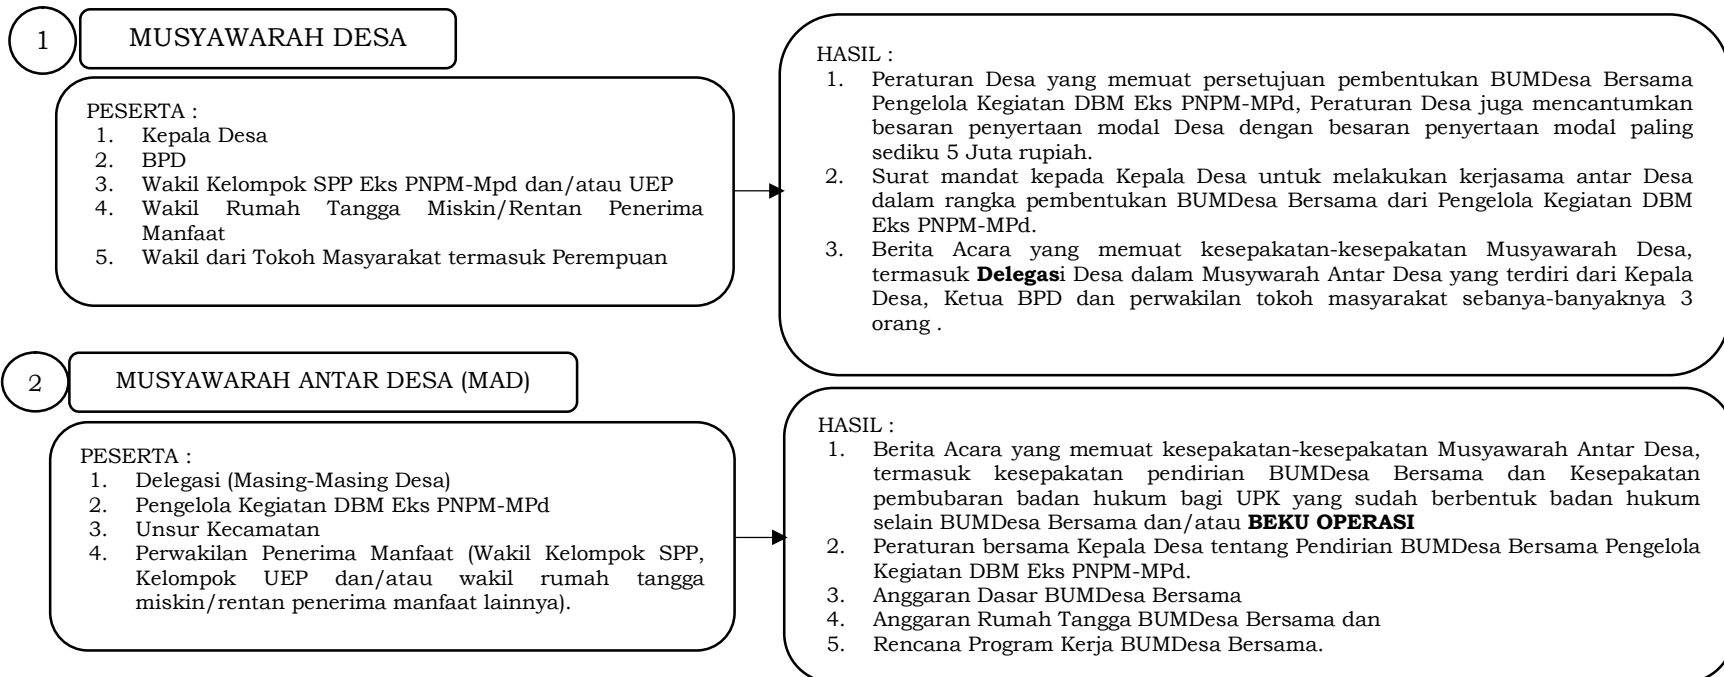 1
MUSYAWARAH DESA
PESERTA :
1. Kepala Desa
2. BPD
3. Wakil Kelompok SPP Eks PNPM-Mpd dan/atau UEP
4. Wakil Rumah Tangga Miskin/Rentan Penerima
Manfaat
5. Wakil dari Tokoh Masyarakat termasuk Perempuan
HASIL :
1. Peraturan Desa yang memuat persetujuan pembentukan BUMDesa Bersama
Pengelola Kegiatan DBM Eks PNPM-MPd, Peraturan Desa juga mencantumkan
besaran penyertaan modal Desa dengan besaran penyertaan modal paling
sediku 5 Juta rupiah.
2. Surat mandat kepada Kepala Desa untuk melakukan kerjasama antar Desa
dalam rangka pembentukan BUMDesa Bersama dari Pengelola Kegiatan DBM
Eks PNPM-MPd.
3. Berita Acara yang memuat kesepakatan-kesepakatan Musyawarah Desa,
termasuk Delegasi Desa dalam Musywarah Antar Desa yang terdiri dari Kepala
Desa, Ketua BPD dan perwakilan tokoh masyarakat sebanya-banyaknya 3
orang .
2
MUSYAWARAH ANTAR DESA (MAD)
PESERTA :
1. Delegasi (Masing-Masing Desa)
2. Pengelola Kegiatan DBM Eks PNPM-MPd
3. Unsur Kecamatan
4. Perwakilan Penerima Manfaat (Wakil Kelompok SPP,
Kelompok UEP dan/atau wakil rumah tangga
miskin/rentan penerima manfaat lainnya).
HASIL :
1. Berita Acara yang memuat kesepakatan-kesepakatan Musyawarah Antar Desa,
termasuk kesepakatan pendirian BUMDesa Bersama dan Kesepakatan
pembubaran badan hukum bagi UPK yang sudah berbentuk badan hukum
selain BUMDesa Bersama dan/atau BEKU OPERASI
2. Peraturan bersama Kepala Desa tentang Pendirian BUMDesa Bersama Pengelola
Kegiatan DBM Eks PNPM-MPd.
3. Anggaran Dasar BUMDesa Bersama
4. Anggaran Rumah Tangga BUMDesa Bersama dan
5. Rencana Program Kerja BUMDesa Bersama.